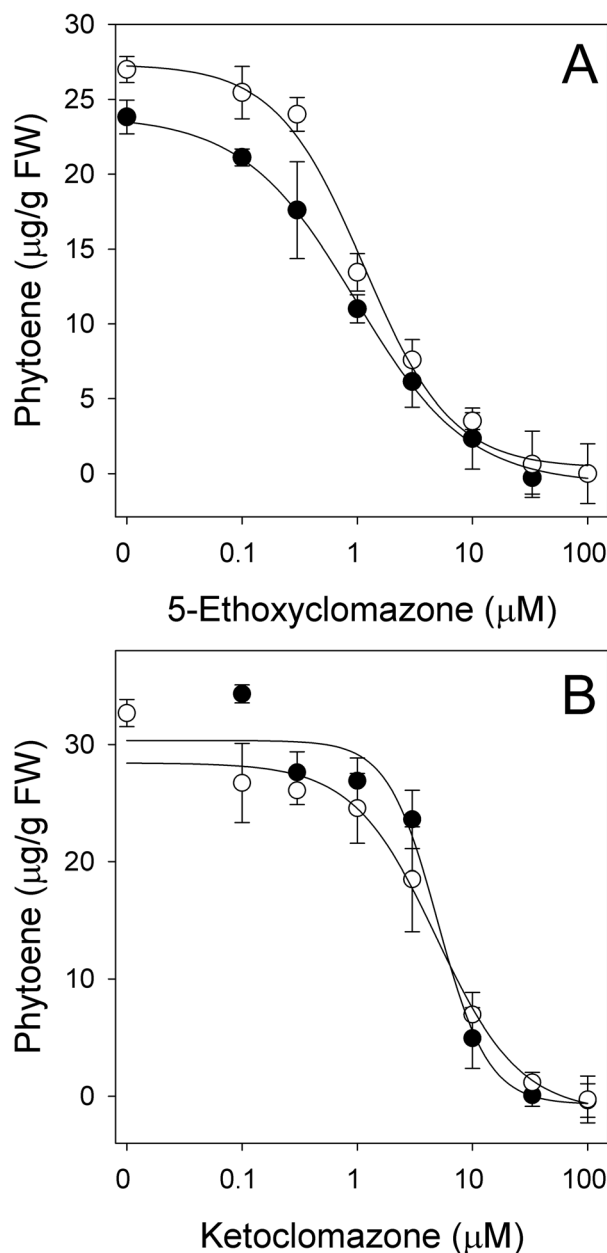 A
30
25
20
15
10
5
0
Phytoene (μg/g FW)
0 0.1 1 10 100
5-Ethoxyclomazone (μM)
B
30
20
10
0
Phytoene (μg/g FW)
0 0.1 1 10 100
Ketoclomazone (μM)